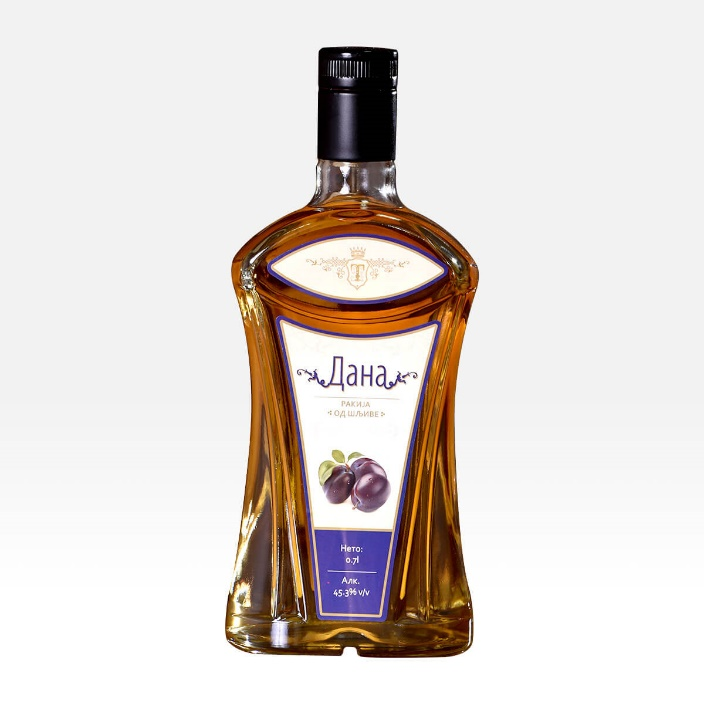 T
Дана
РАКИЈА
ОД ШЉИВЕ
Нето:
0.7l
Алк.
45.3% v/v